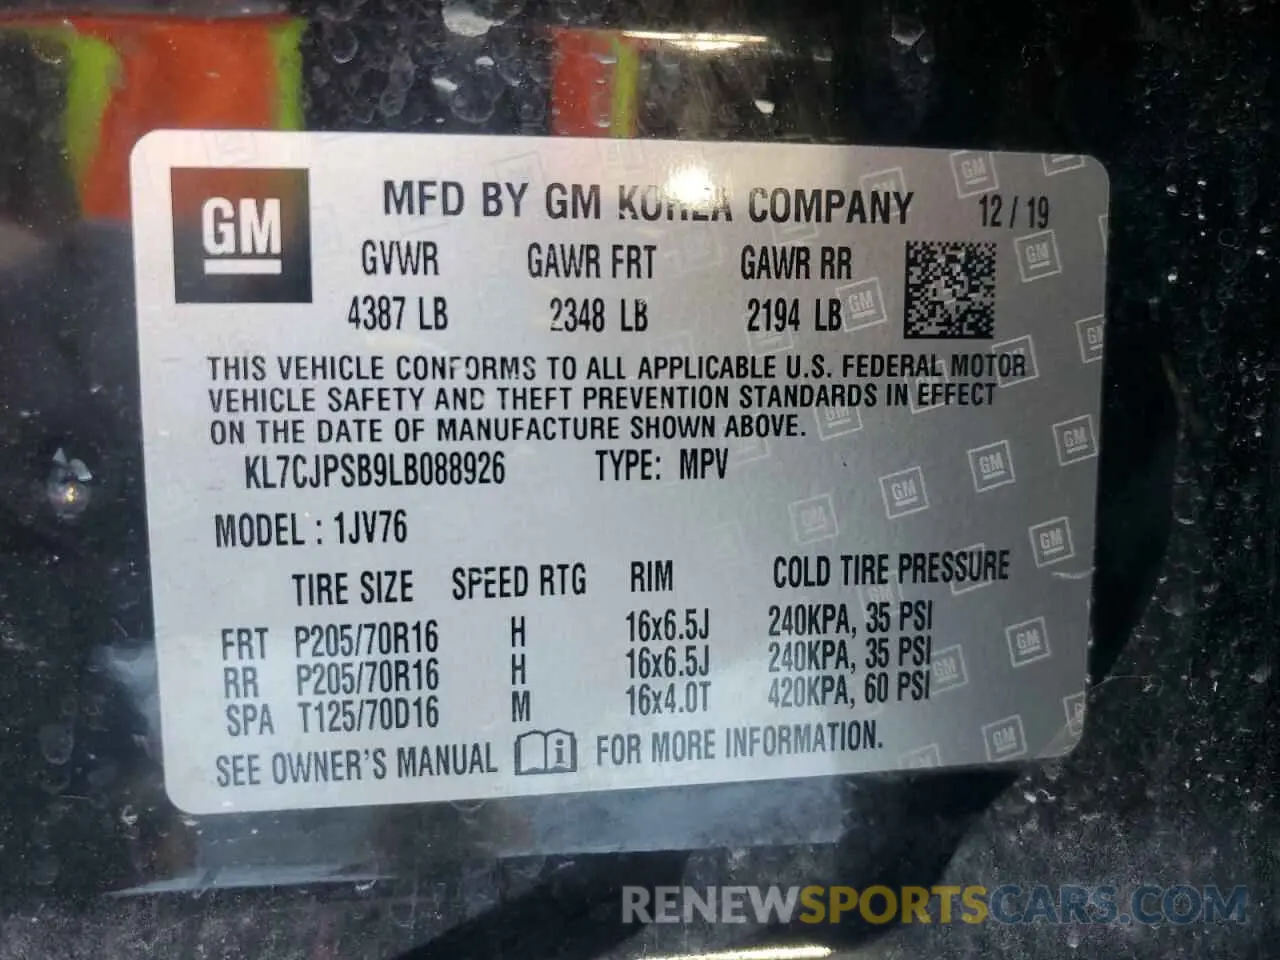 GM
MFD BY GM KOREA COMPANY 12/19
GVWR GAWR FRT GAWR RR
4387 LB 2348 LB 2194 LB
THIS VEHICLE CONFORMS TO ALL APPLICABLE U.S. FEDERAL MOTOR
VEHICLE SAFETY AND THEFT PREVENTION STANDARDS IN EFFECT
ON THE DATE OF MANUFACTURE SHOWN ABOVE.
KL7CJPSB9LB088926 TYPE: MPV
MODEL : 1JV76
TIRE SIZE SPEED RTG RIM COLD TIRE PRESSURE
FRT P205/70R16 H 16x6.5J 240KPA, 35 PSI
RR P205/70R16 H 16x6.5J 240KPA, 35 PSI
SPA T125/70D16 M 16x4.0T 420KPA, 60 PSI
SEE OWNER'S MANUAL i FOR MORE INFORMATION.
RENEWSPORTSCARS.COM